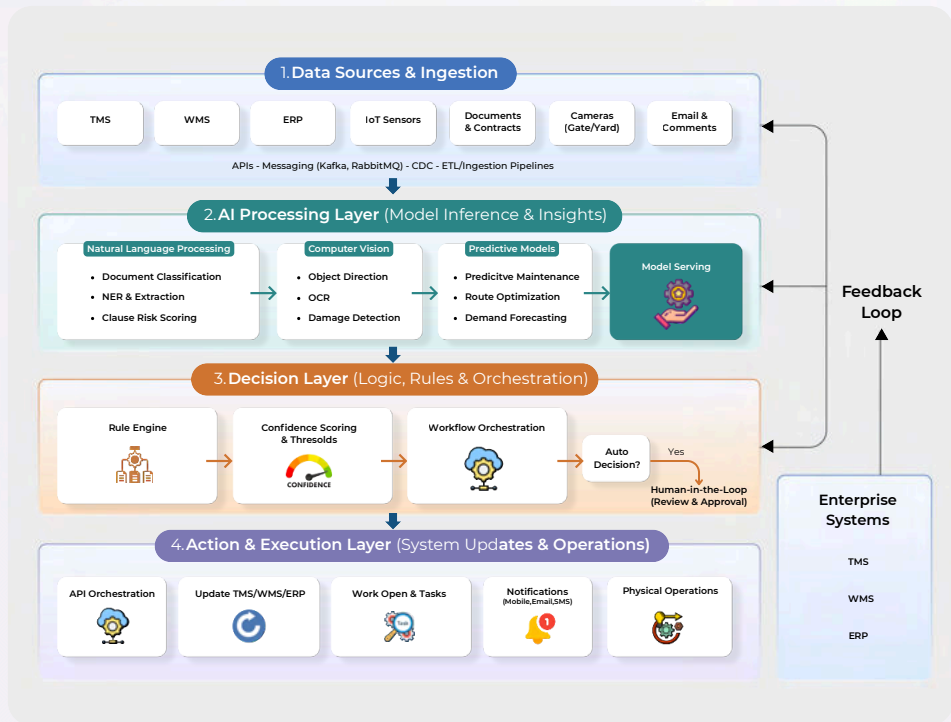 1.Data Sources & Ingestion
TMS
WMS
ERP
IoT Sensors
Documents
& Contracts
Cameras
(Gate/Yard)
Email &
Comments
APIs - Messaging (Kafka, RabbitMQ) - CDC - ETL/Ingestion Pipelines
2.AI Processing Layer (Model Inference & Insights)
Natural Language Processing
• Document Classification
• NER & Extraction
• Clause Risk Scoring
Computer Vision
• Object Direction
• OCR
• Damage Detection
Predictive Models
• Predicitve Maintenance
• Route Optimization
• Demand Forecasting
Model Serving
Feedback
Loop
3.Decision Layer (Logic, Rules & Orchestration)
Rule Engine
Confidence Scoring
& Thresolds
CONFIDENCE
Workflow Orchestration
Auto
Decision?
Yes
Human-in-the-Loop
(Review & Approval)
4.Action & Execution Layer (System Updates & Operations)
API Orchestration
Update TMS/WMS/ERP
Work Open & Tasks
Task
Notifications
(Mobile,Email,SMS)
1
Physical Operations
Enterprise
Systems
TMS
WMS
ERP